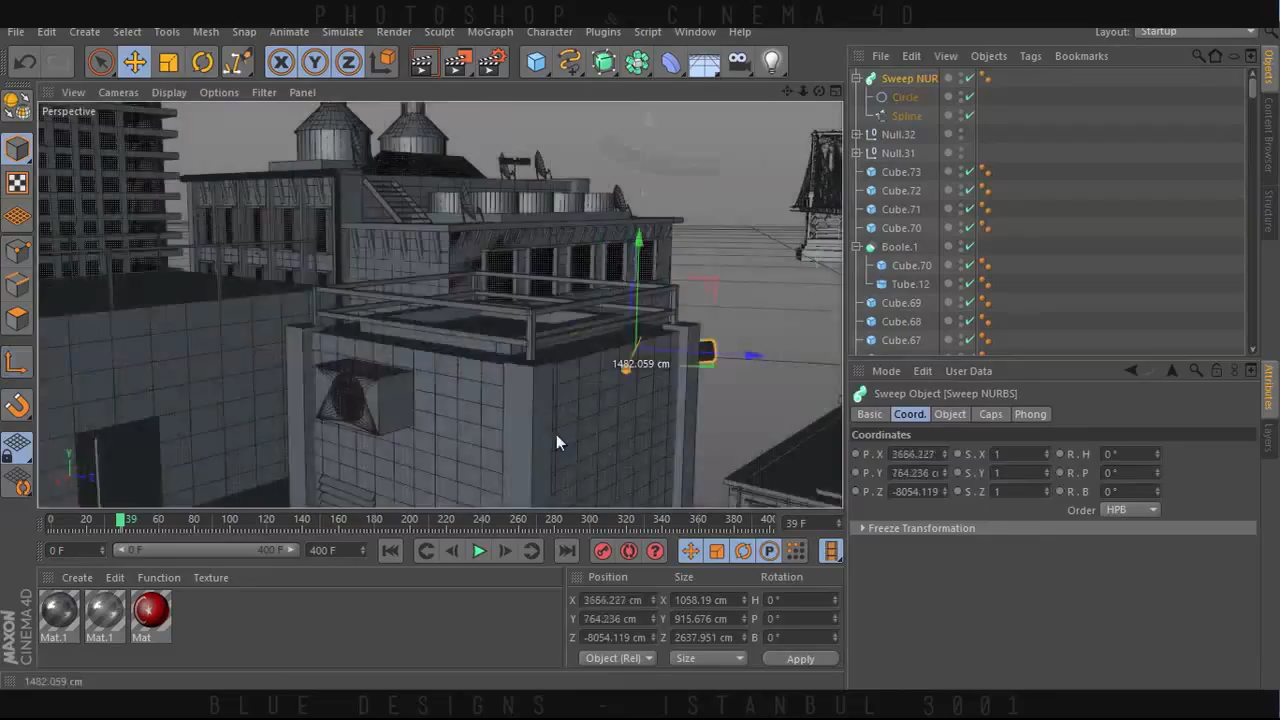 PHOTOSHOP & CINEMA 4D
File Edit Create Select Tools Mesh Snap Animate Simulate Render Sculpt MoGraph Character Plugins Script Window Help
Layout: Startup
File Edit View Objects Tags Bookmarks
View Cameras Display Options Filter Panel
Perspective
Sweep NUR
Circle
Spline
Null.32
Null.31
Cube.73
Cube.72
Cube.71
Cube.70
Boole.1
Cube.70
Tube.12
Cube.69
Cube.68
Cube.67
Objects
Content Browser
Structure
1482.059 cm
Mode Edit User Data
Sweep Object [Sweep NURBS]
Basic Coord. Object Caps Phong
Coordinates
P . X 3666.227 S . X 1 R . H 0 °
P . Y 764.236 c S . Y 1 R . P 0 °
P . Z -8054.119 S . Z 1 R . B 0 °
Order HPB
Freeze Transformation
Attributes
Layers
0 20 39 60 80 100 120 140 160 180 200 220 240 260 280 300 320 340 360 380 400 39 F
0 F 0 F 400 F 400 F
Create Edit Function Texture
Mat.1 Mat.1 Mat
Position Size Rotation
X 3666.227 cm X 1058.19 cm H 0 °
Y 764.236 cm Y 915.676 cm P 0 °
Z -8054.119 cm Z 2637.951 cm B 0 °
Object (Rel) Size Apply
MAXON
CINEMA 4D
1482.059 cm
BLUE DESIGNS - ISTANBUL 3001